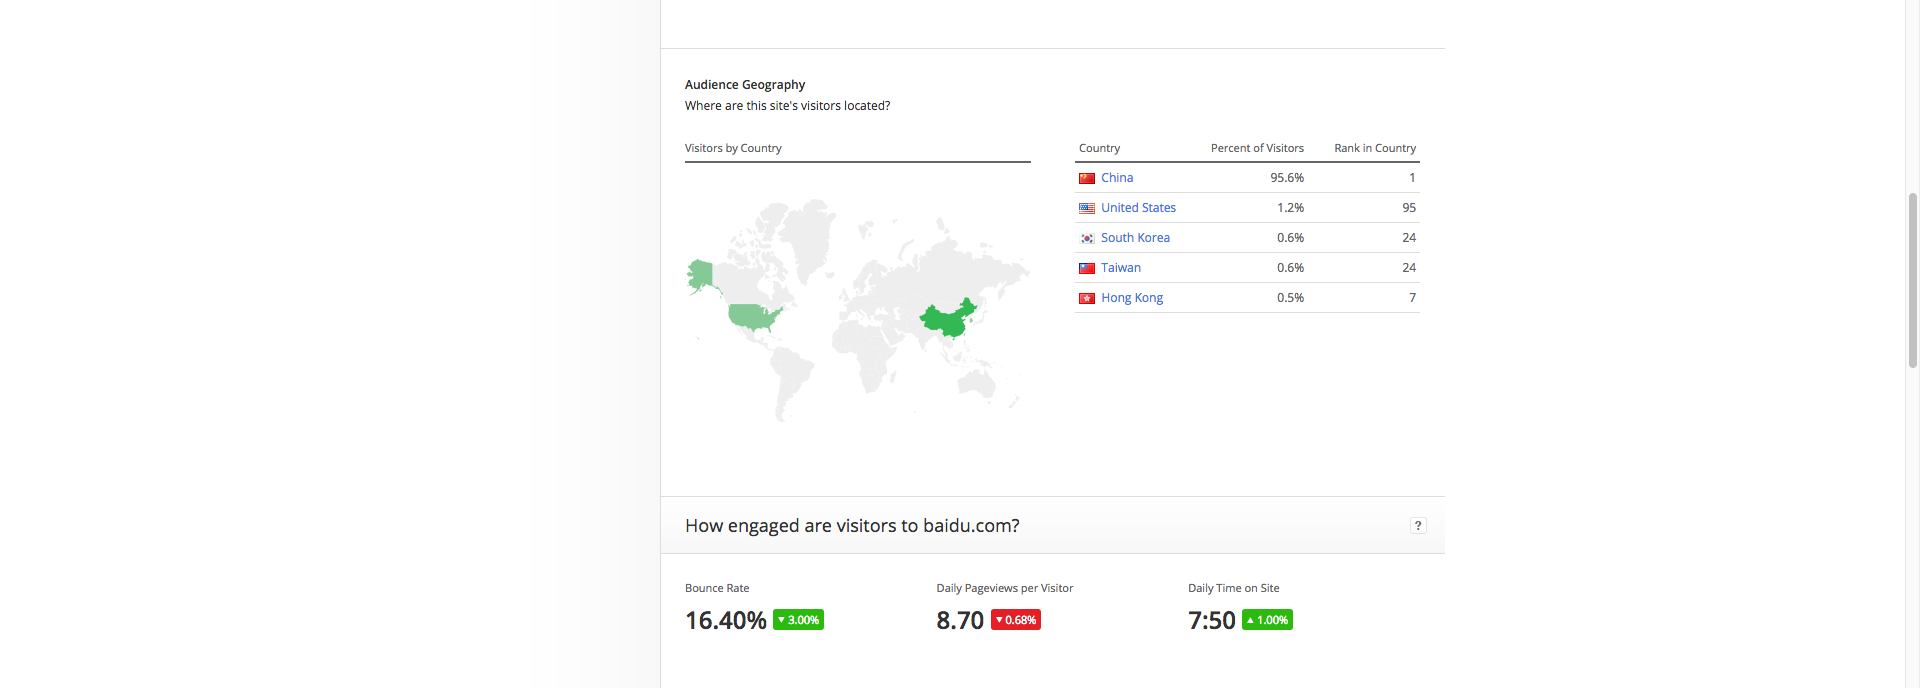 Audience Geography
Where are this site's visitors located?
Visitors by Country
Country Percent of Visitors Rank in Country
China 95.6% 1
United States 1.2% 95
South Korea 0.6% 24
Taiwan 0.6% 24
Hong Kong 0.5% 7
How engaged are visitors to baidu.com? ?
Bounce Rate Daily Pageviews per Visitor Daily Time on Site
16.40% ▼ 3.00% 8.70 ▼ 0.68% 7:50 ▲ 1.00%